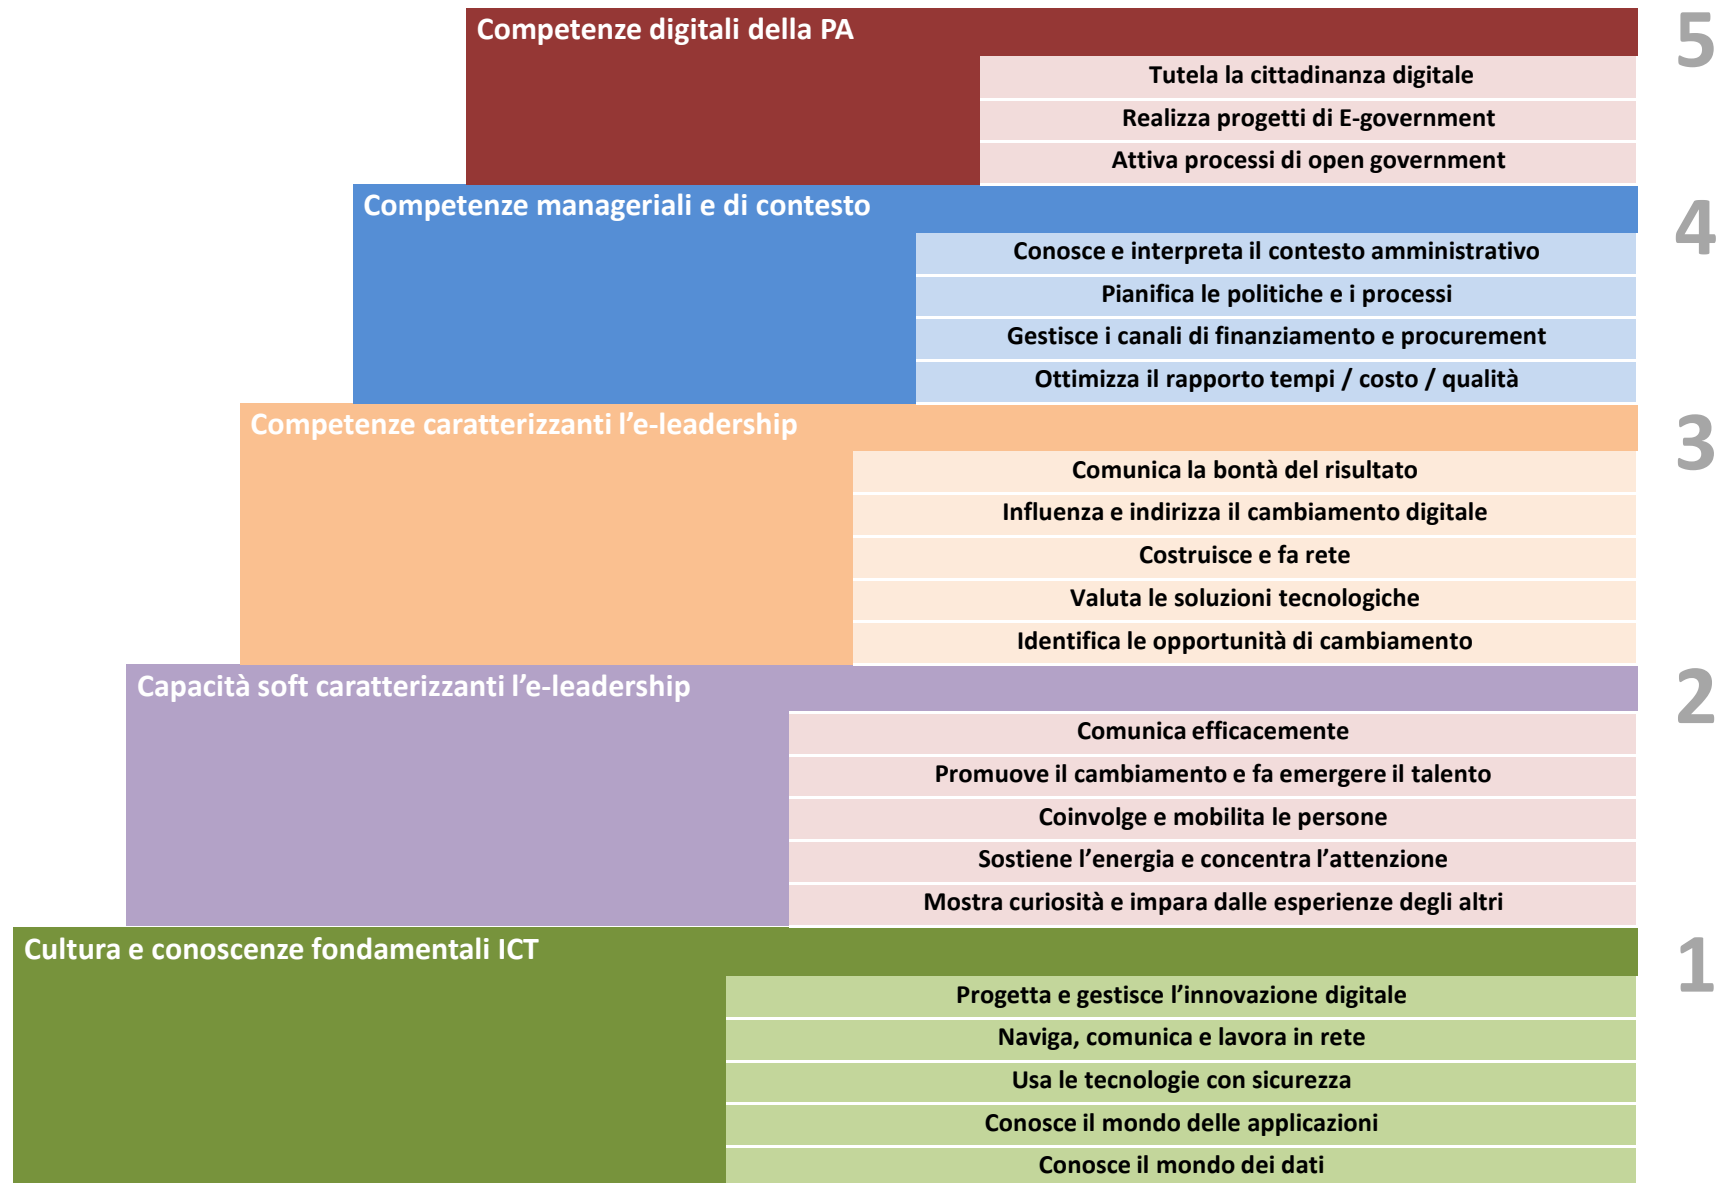 Competenze digitali della PA
5
Tutela la cittadinanza digitale
Realizza progetti di E-government
Attiva processi di open government
Competenze manageriali e di contesto
4
Conosce e interpreta il contesto amministrativo
Pianifica le politiche e i processi
Gestisce i canali di finanziamento e procurement
Ottimizza il rapporto tempi / costo / qualità
Competenze caratterizzanti l’e-leadership
3
Comunica la bontà del risultato
Influenza e indirizza il cambiamento digitale
Costruisce e fa rete
Valuta le soluzioni tecnologiche
Identifica le opportunità di cambiamento
Capacità soft caratterizzanti l’e-leadership
2
Comunica efficacemente
Promuove il cambiamento e fa emergere il talento
Coinvolge e mobilita le persone
Sostiene l’energia e concentra l’attenzione
Mostra curiosità e impara dalle esperienze degli altri
Cultura e conoscenze fondamentali ICT
1
Progetta e gestisce l’innovazione digitale
Naviga, comunica e lavora in rete
Usa le tecnologie con sicurezza
Conosce il mondo delle applicazioni
Conosce il mondo dei dati